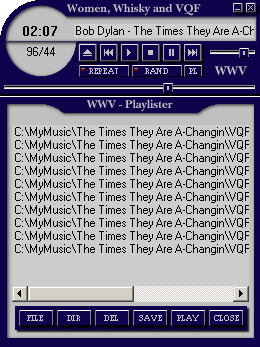 Women, Whisky and VQF
02:07
Bob Dylan - The Times They Are A-Ch
96/44
REPEAT RAND PL WWV
WWV - Playlister
C:\MyMusic\The Times They Are A-Changin\VQF
C:\MyMusic\The Times They Are A-Changin\VQF
C:\MyMusic\The Times They Are A-Changin\VQF
C:\MyMusic\The Times They Are A-Changin\VQF
C:\MyMusic\The Times They Are A-Changin\VQF
C:\MyMusic\The Times They Are A-Changin\VQF
C:\MyMusic\The Times They Are A-Changin\VQF
C:\MyMusic\The Times They Are A-Changin\VQF
C:\MyMusic\The Times They Are A-Changin\VQF
C:\MyMusic\The Times They Are A-Changin\VQF
FILE DIR DEL SAVE PLAY CLOSE